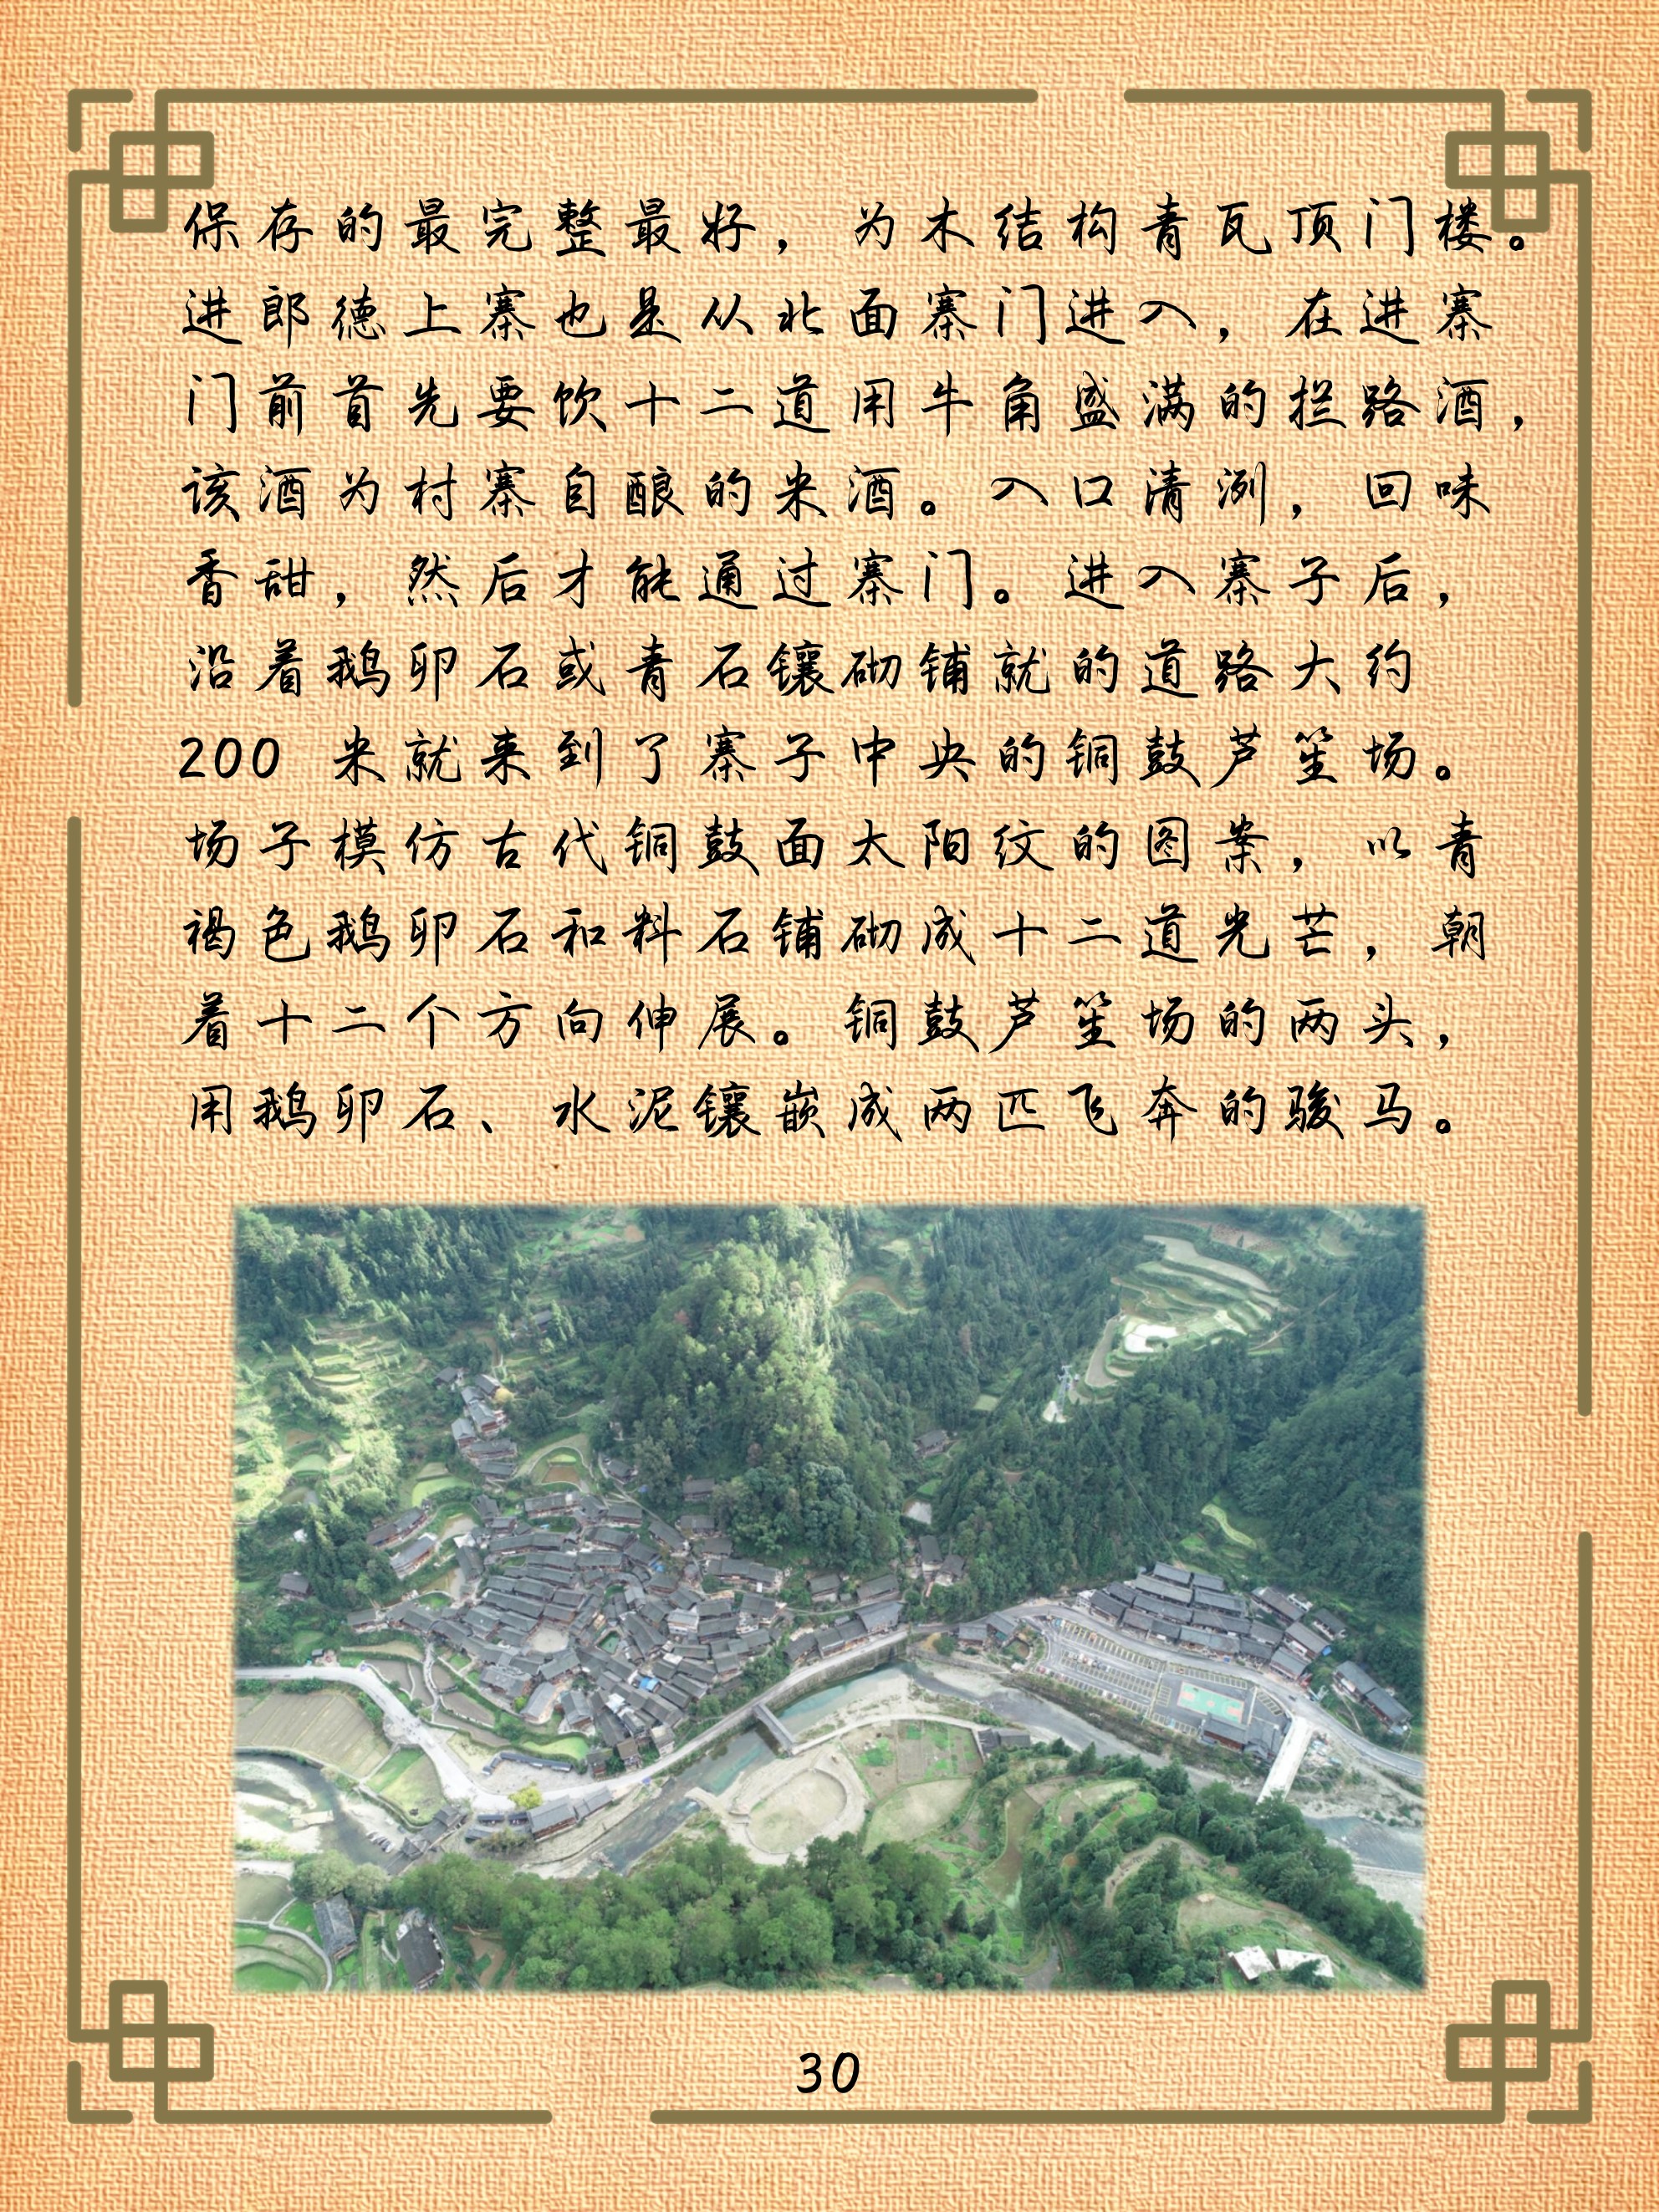 保存的最完整最好，为木结构青瓦顶门楼。
进郎德上寨也是从北面寨门进入，在进寨
门前首先要饮十二道用牛角盛满的拦路酒，
该酒为村寨自酿的米酒。入口清洌，回味
香甜，然后才能通过寨门。进入寨子后，
沿着鹅卵石或青石镶砌铺就的道路大约
200 米就来到了寨子中央的铜鼓芦笙场。
场子模仿古代铜鼓面太阳纹的图案，以青
褐色鹅卵石和料石铺砌成十二道光芒，朝
着十二个方向伸展。铜鼓芦笙场的两头，
用鹅卵石、水泥镶嵌成两匹飞奔的骏马。
30